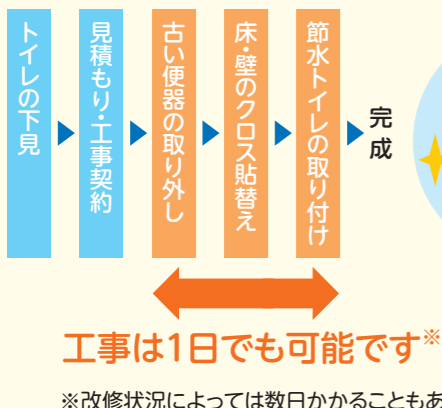 トイレの下見
見積もり・工事契約
古い便器の取り外し
床・壁のクロス貼替え
節水トイレの取り付け
完成
工事は1日でも可能です※
※改修状況によっては数日かかることもあ